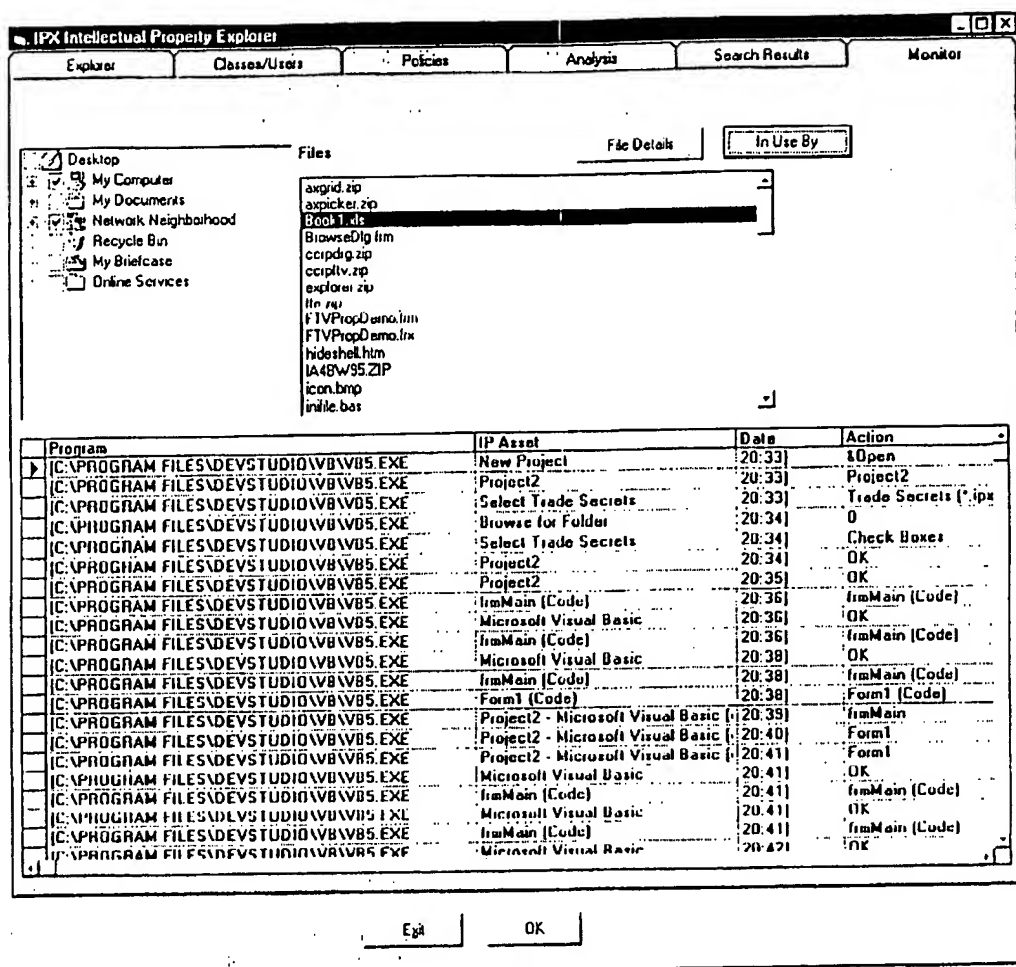 IPX Intellectual Property Explorer
Explorer Classes/Users Policies Analysis Search Results Monitor
File Details In Use By
Files
Desktop
My Computer
My Documents
Network Neighborhood
Recycle Bin
My Briefcase
Online Services
axgrid.zip
axpicker.zip
Book1.xls
BrowseDlg.frm
ccrpdrg.zip
ccrpltv.zip
explorer.zip
FTVPropDemo.frm
FTVPropDemo.frx
hideshell.htm
IA4BW95.ZIP
icon.bmp
inifile.bas
Program IP Asset Date Action
[C:\PROGRAM FILES\DEVSTUDIO\VB\VB5.EXE New Project 20:33] &Open
[C:\PROGRAM FILES\DEVSTUDIO\VB\VB5.EXE Project2 20:33] Project2
[C:\PROGRAM FILES\DEVSTUDIO\VB\VB5.EXE Select Trade Secrets 20:33] Trade Secrets (*.ipx
[C:\PROGRAM FILES\DEVSTUDIO\VB\VB5.EXE Browse for Folder 20:34] 0
[C:\PROGRAM FILES\DEVSTUDIO\VB\VB5.EXE Select Trade Secrets 20:34] Check Boxes
[C:\PROGRAM FILES\DEVSTUDIO\VB\VB5.EXE Project2 20:34] OK
[C:\PROGRAM FILES\DEVSTUDIO\VB\VB5.EXE Project2 20:35] OK
[C:\PROGRAM FILES\DEVSTUDIO\VB\VB5.EXE frmMain (Code) 20:36] frmMain (Code)
[C:\PROGRAM FILES\DEVSTUDIO\VB\VB5.EXE Microsoft Visual Basic 20:36] OK
[C:\PROGRAM FILES\DEVSTUDIO\VB\VB5.EXE frmMain (Code) 20:36] frmMain (Code)
[C:\PROGRAM FILES\DEVSTUDIO\VB\VB5.EXE Microsoft Visual Basic 20:38] OK
[C:\PROGRAM FILES\DEVSTUDIO\VB\VB5.EXE frmMain (Code) 20:38] frmMain (Code)
[C:\PROGRAM FILES\DEVSTUDIO\VB\VB5.EXE Form1 (Code) 20:38] Form1 (Code)
[C:\PROGRAM FILES\DEVSTUDIO\VB\VB5.EXE Project2 - Microsoft Visual Basic [ 20:39] frmMain
[C:\PROGRAM FILES\DEVSTUDIO\VB\VB5.EXE Project2 - Microsoft Visual Basic [ 20:40] Form1
[C:\PROGRAM FILES\DEVSTUDIO\VB\VB5.EXE Project2 - Microsoft Visual Basic [ 20:41] Form1
[C:\PROGRAM FILES\DEVSTUDIO\VB\VB5.EXE Microsoft Visual Basic 20:41] OK
[C:\PROGRAM FILES\DEVSTUDIO\VB\VB5.EXE frmMain (Code) 20:41] frmMain (Code)
[C:\PROGRAM FILES\DEVSTUDIO\VB\VB5.EXE Microsoft Visual Basic 20:41] OK
[C:\PROGRAM FILES\DEVSTUDIO\VB\VB5.EXE frmMain (Code) 20:41] frmMain (Code)
[C:\PROGRAM FILES\DEVSTUDIO\VB\VB5.EXE Microsoft Visual Basic 20:42] OK
Exit OK